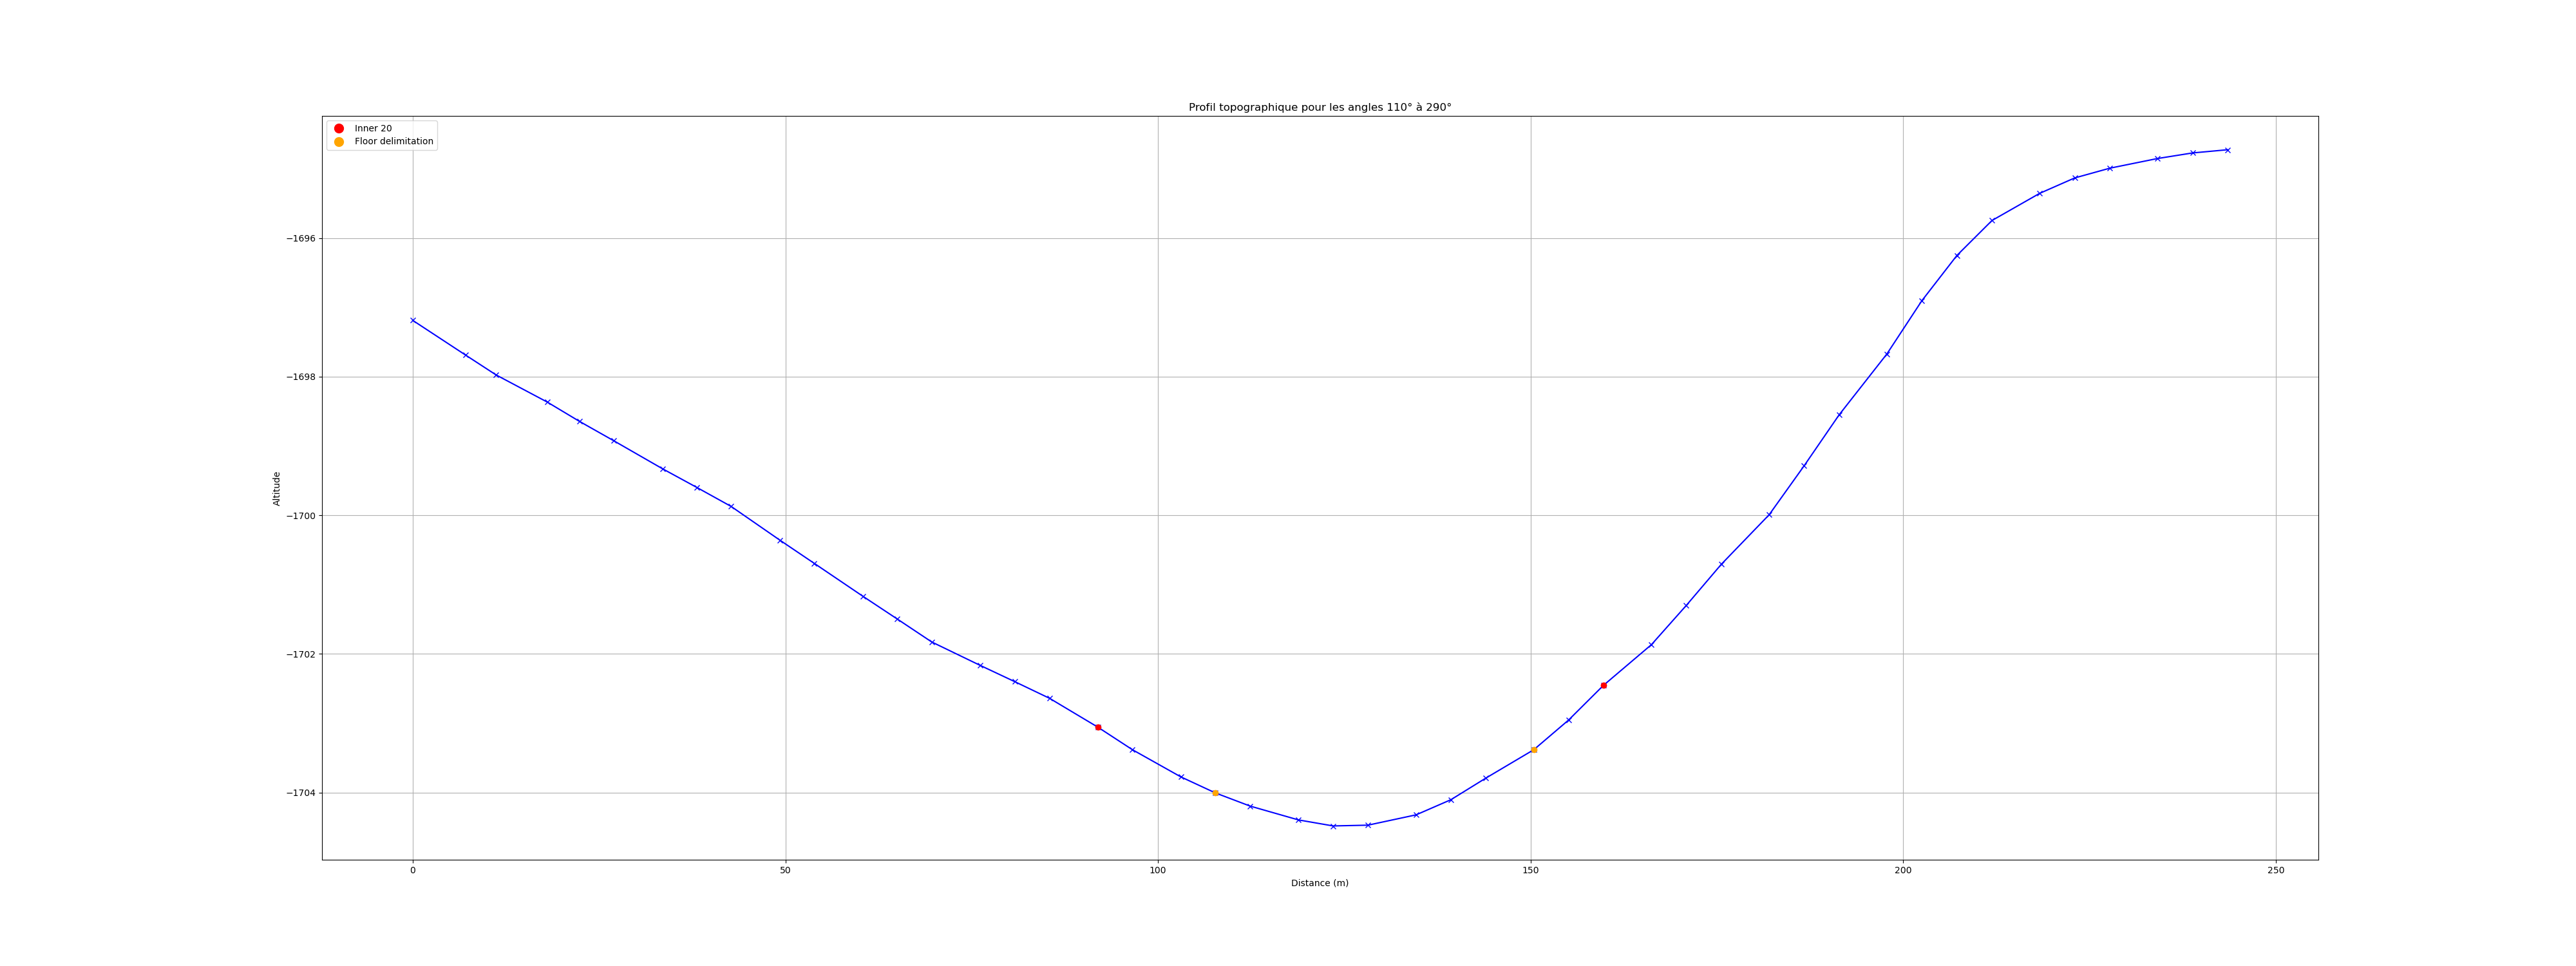 Profil topographique pour les angles 110° à 290°
Inner 20
Floor delimitation
Altitude
−1696
−1698
−1700
−1702
−1704
0 50 100 150 200 250
Distance (m)